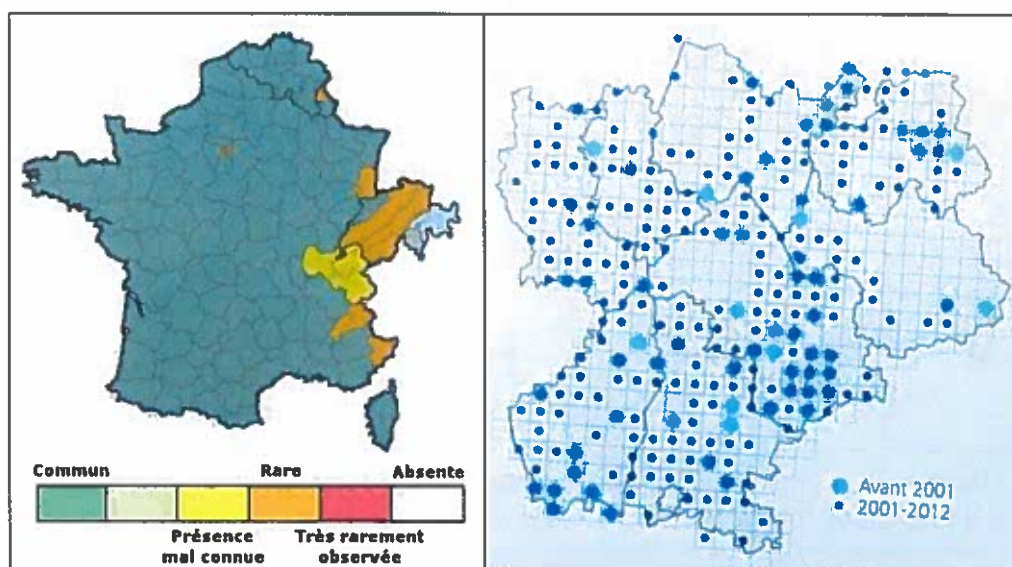 Commun
Rare
Absente
Présence
mal connue
Très rarement
observée
Avant 2001
2001-2012